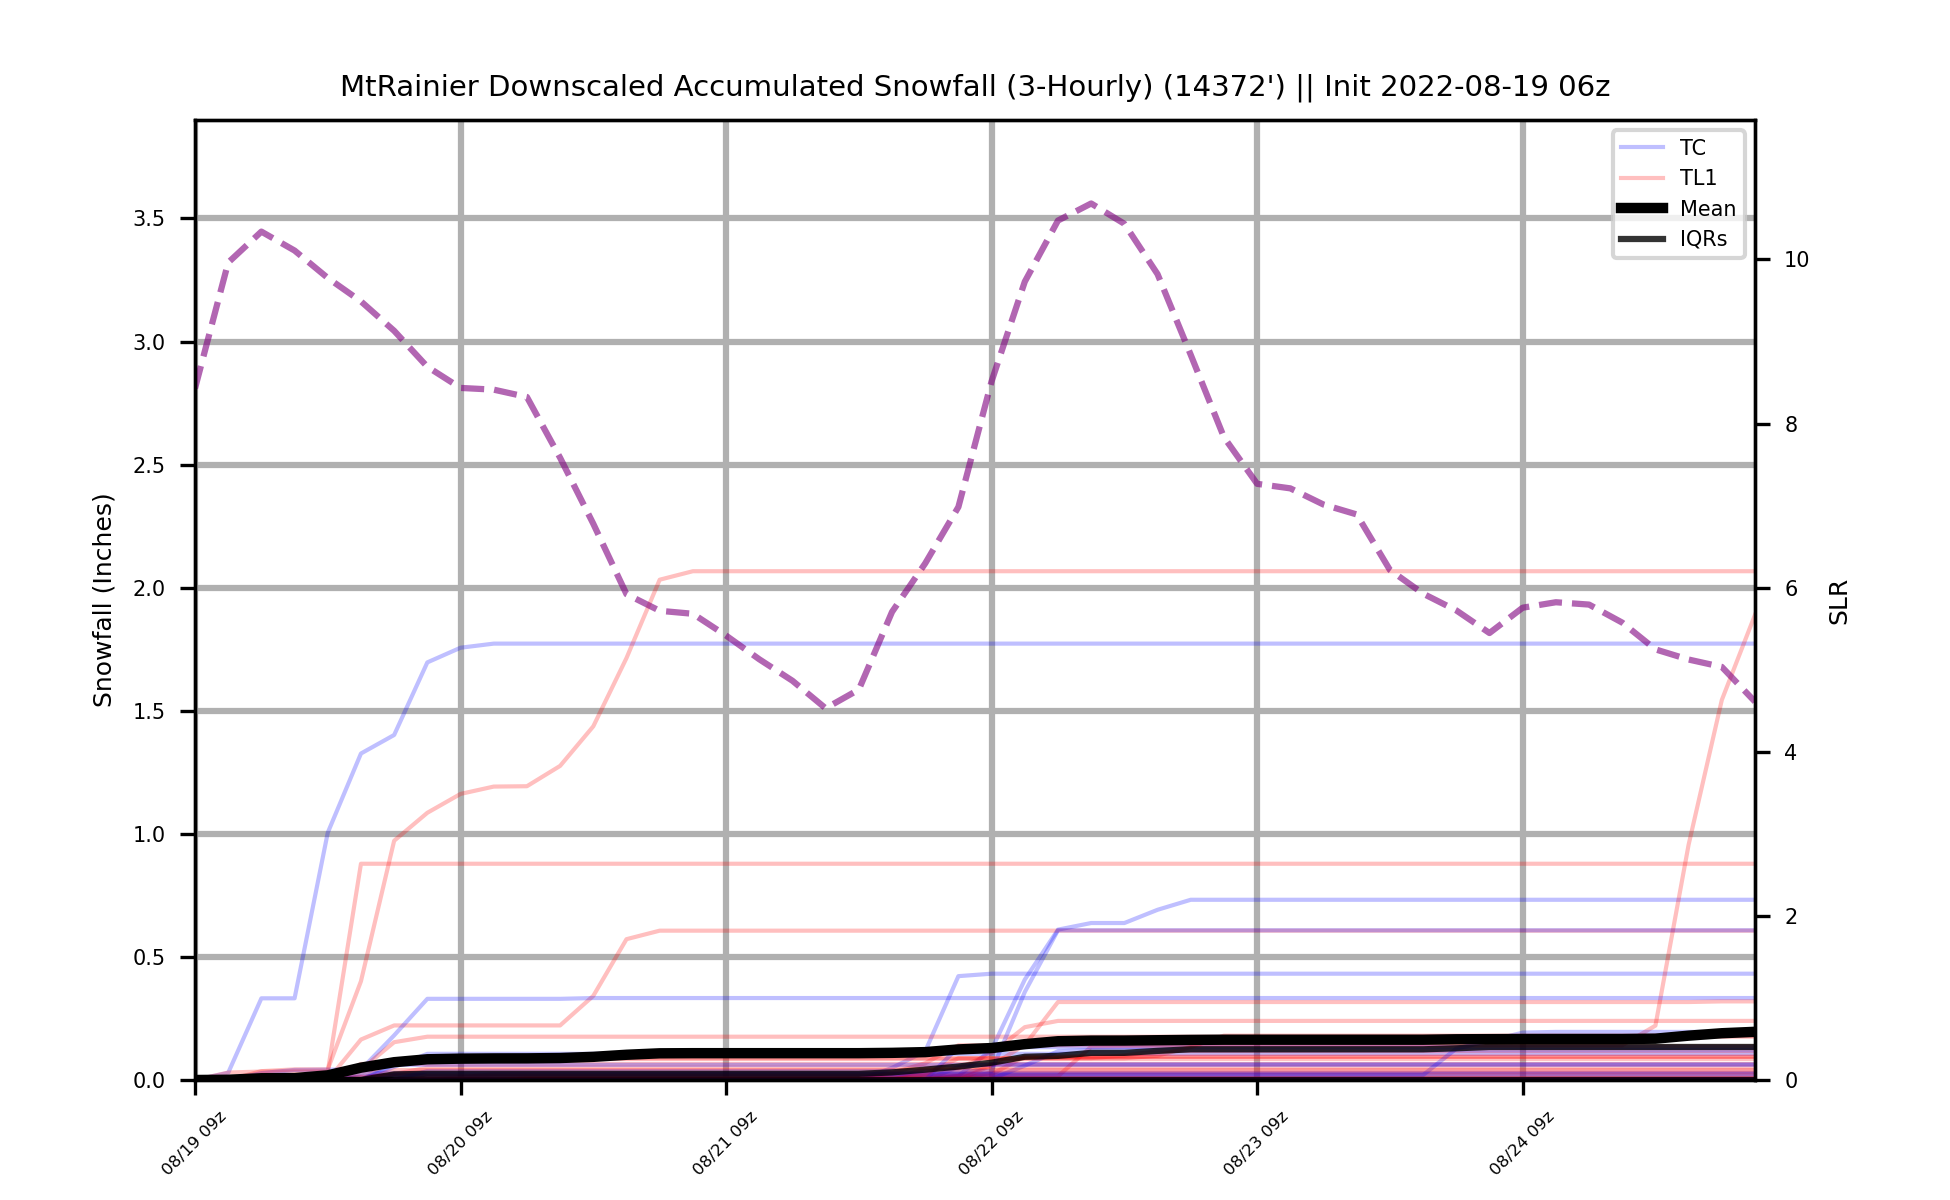 MtRainier Downscaled Accumulated Snowfall (3-Hourly) (14372') || Init 2022-08-19 06z
TC
TL1
Mean
IQRs
3.5
3.0
2.5
2.0
1.5
1.0
0.5
0.0
Snowfall (Inches)
10
8
6
4
2
0
SLR
08/19 09z
08/20 09z
08/21 09z
08/22 09z
08/23 09z
08/24 09z